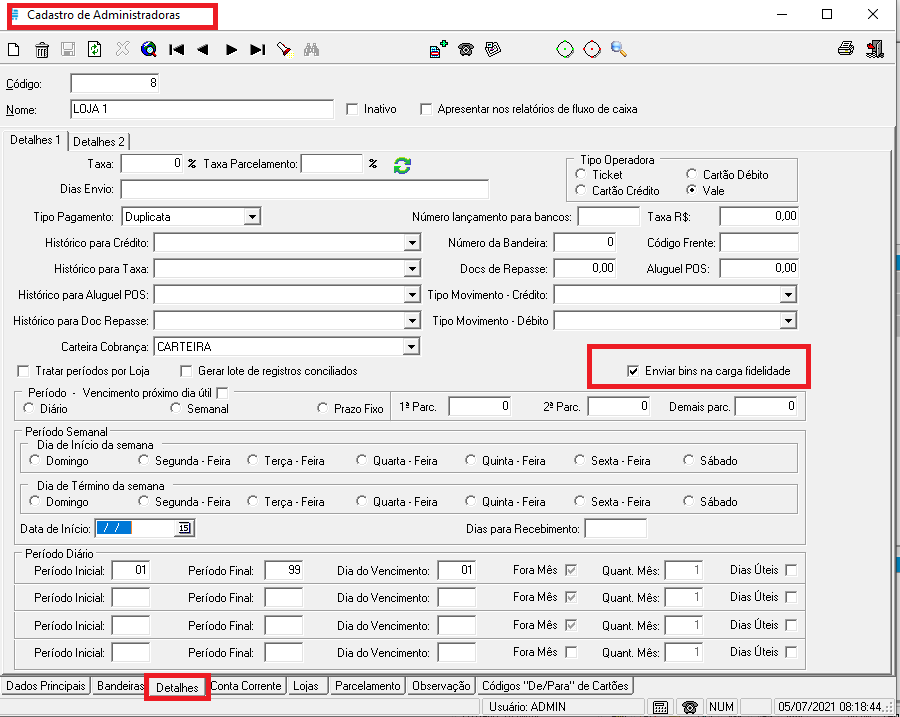 Cadastro de Administradoras
Código: 8
Nome: LOJA 1 Inativo Apresentar nos relatórios de fluxo de caixa
Detalhes 1 Detalhes 2
Taxa: 0 % Taxa Parcelamento: %
Tipo Operadora
Ticket Cartão Débito
Cartão Crédito Vale
Dias Envio:
Tipo Pagamento: Duplicata Número lançamento para bancos: Taxa R$: 0,00
Histórico para Crédito: Número da Bandeira: 0 Código Frente:
Histórico para Taxa: Docs de Repasse: 0,00 Aluguel POS: 0,00
Histórico para Aluguel POS: Tipo Movimento - Crédito:
Histórico para Doc Repasse: Tipo Movimento - Débito
Carteira Cobrança: CARTEIRA
Tratar períodos por Loja Gerar lote de registros conciliados Enviar bins na carga fidelidade
Período - Vencimento próximo dia útil
Diário Semanal Prazo Fixo 1ª Parc. 0 2ª Parc. 0 Demais parc. 0
Período Semanal
Dia de Início da semana
Domingo Segunda - Feira Terça - Feira Quarta - Feira Quinta - Feira Sexta - Feira Sábado
Dia de Término da semana
Domingo Segunda - Feira Terça - Feira Quarta - Feira Quinta - Feira Sexta - Feira Sábado
Data de Início: / / 15 Dias para Recebimento:
Período Diário
Período Inicial: 01 Período Final: 99 Dia do Vencimento: 01 Fora Mês Quant. Mês: 1 Dias Úteis
Período Inicial: Período Final: Dia do Vencimento: Fora Mês Quant. Mês: 1 Dias Úteis
Período Inicial: Período Final: Dia do Vencimento: Fora Mês Quant. Mês: 1 Dias Úteis
Período Inicial: Período Final: Dia do Vencimento: Fora Mês Quant. Mês: 1 Dias Úteis
Dados Principais Bandeiras Detalhes Conta Corrente Lojas Parcelamento Observação Códigos "De/Para" de Cartões
Usuário: ADMIN NUM 05/07/2021 08:18:44